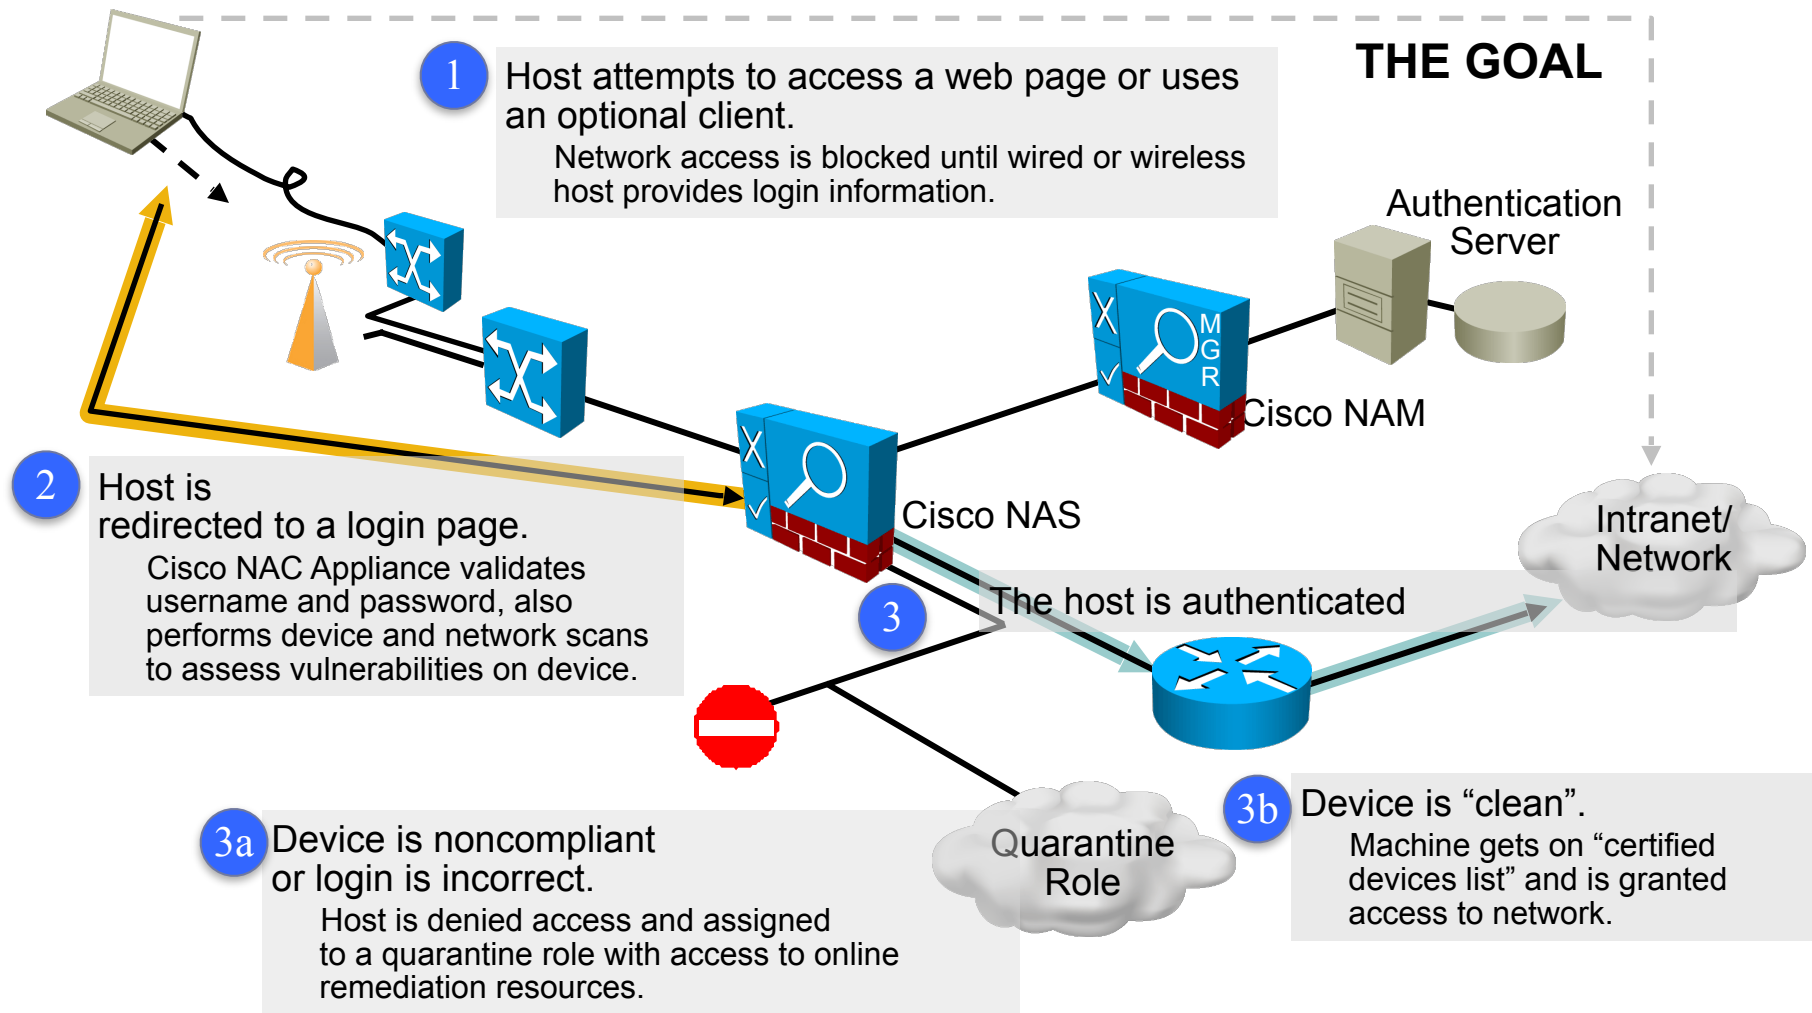 THE GOAL
1
Host attempts to access a web page or uses
an optional client.
Network access is blocked until wired or wireless
host provides login information.
Authentication
Server
M
G
R
Cisco NAM
2
Host is
redirected to a login page.
Cisco NAC Appliance validates
username and password, also
performs device and network scans
to assess vulnerabilities on device.
Cisco NAS
Intranet/
Network
3
The host is authenticated
3a
Device is noncompliant
or login is incorrect.
Host is denied access and assigned
to a quarantine role with access to online
remediation resources.
Quarantine
Role
3b
Device is “clean”.
Machine gets on “certified
devices list” and is granted
access to network.